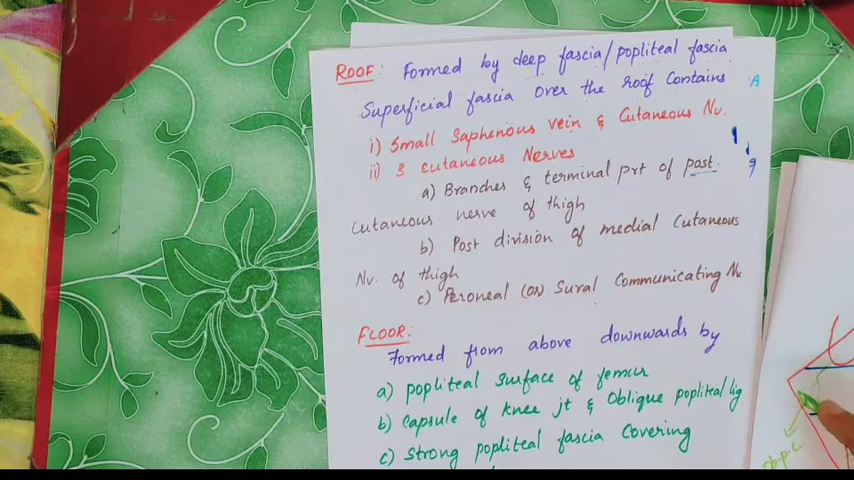 ROOF: Formed by deep fascia/popliteal fascia
Superficial fascia over the roof contains
i) Small Saphenous vein & Cutaneous Nv.
ii) 3 cutaneous Nerves
a) Branches & terminal prt of post.
cutaneous nerve of thigh
b) Post division of medial cutaneous
Nv. of thigh
c) Peroneal (or) Sural Communicating Nv
FLOOR:
Formed from above downwards by
a) popliteal surface of femur
b) capsule of knee jt & Oblique popliteal lig
c) Strong popliteal fascia covering
A